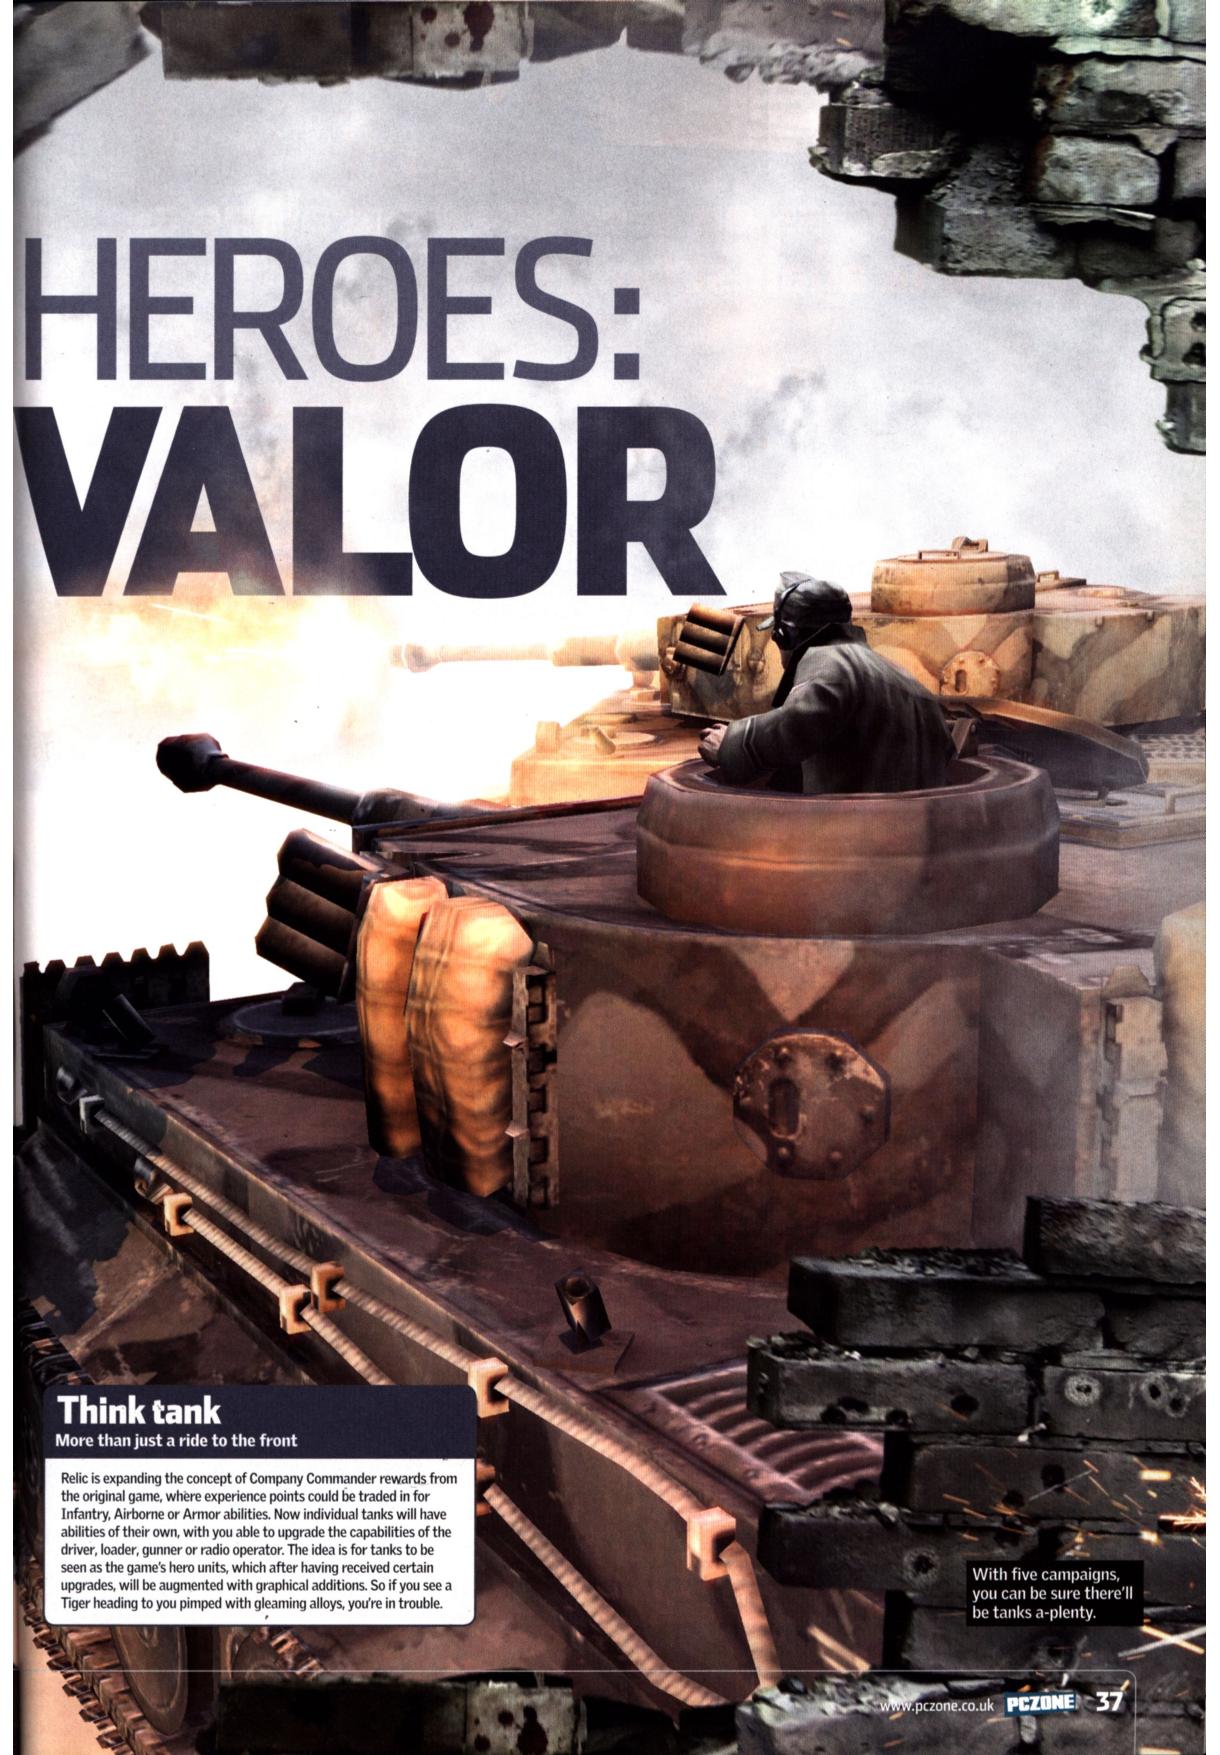 HEROES:
VALOR
Think tank
More than just a ride to the front
Relic is expanding the concept of Company Commander rewards from
the original game, where experience points could be traded in for
Infantry, Airborne or Armor abilities. Now individual tanks will have
abilities of their own, with you able to upgrade the capabilities of the
driver, loader, gunner or radio operator. The idea is for tanks to be
seen as the game's hero units, which after having received certain
upgrades, will be augmented with graphical additions. So if you see a
Tiger heading to you pimped with gleaming alloys, you're in trouble.
With five campaigns,
you can be sure there'll
be tanks a-plenty.
www.pczone.co.uk PCZONE 37